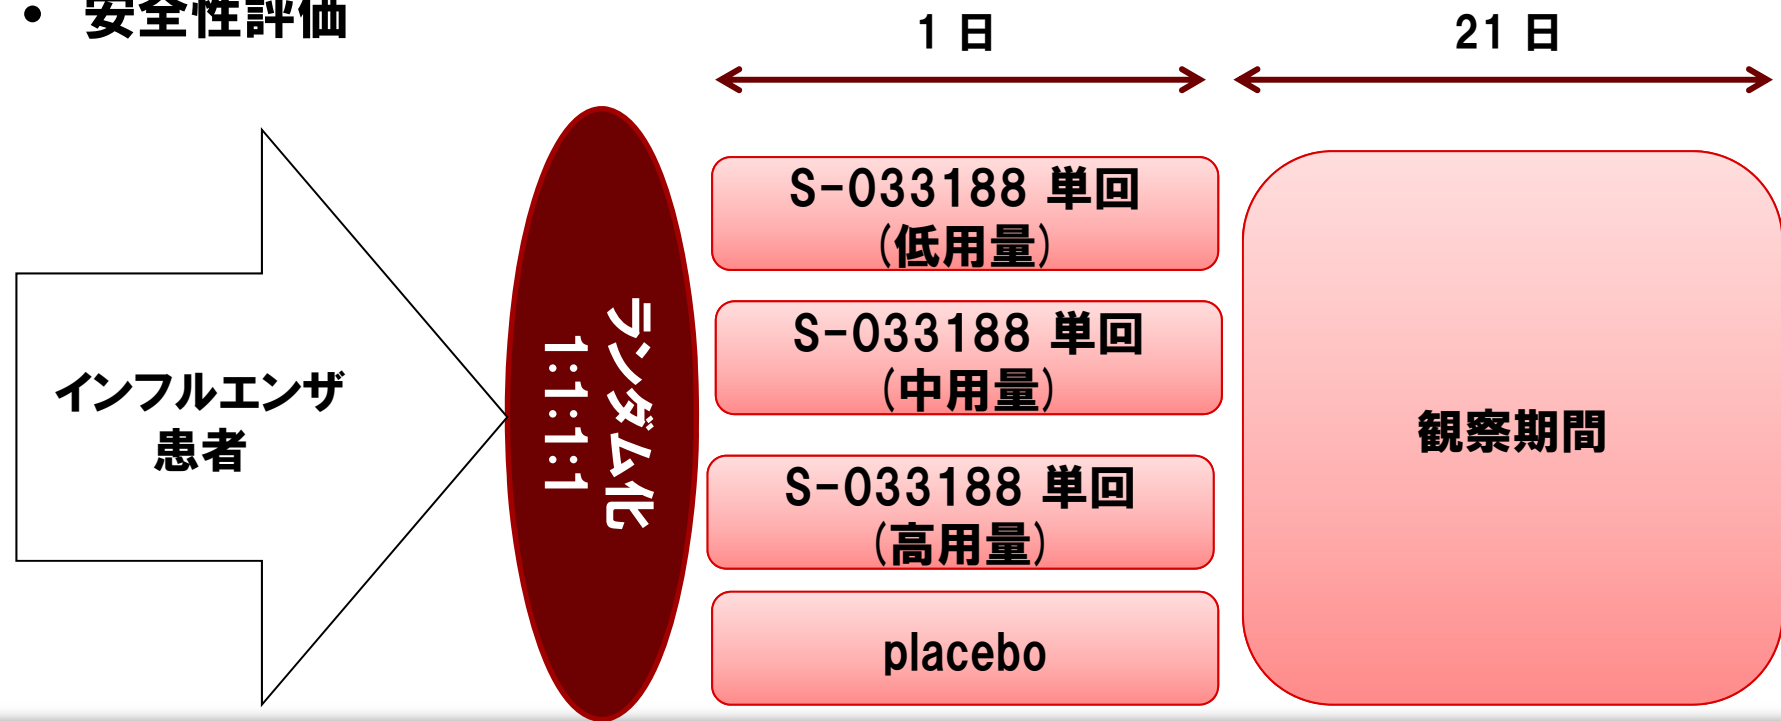 • 安全性評価
1 日
21 日
インフルエンザ
患者
ランダム化
1:1:1:1
S-033188 単回
(低用量)
S-033188 単回
(中用量)
S-033188 単回
(高用量)
placebo
観察期間